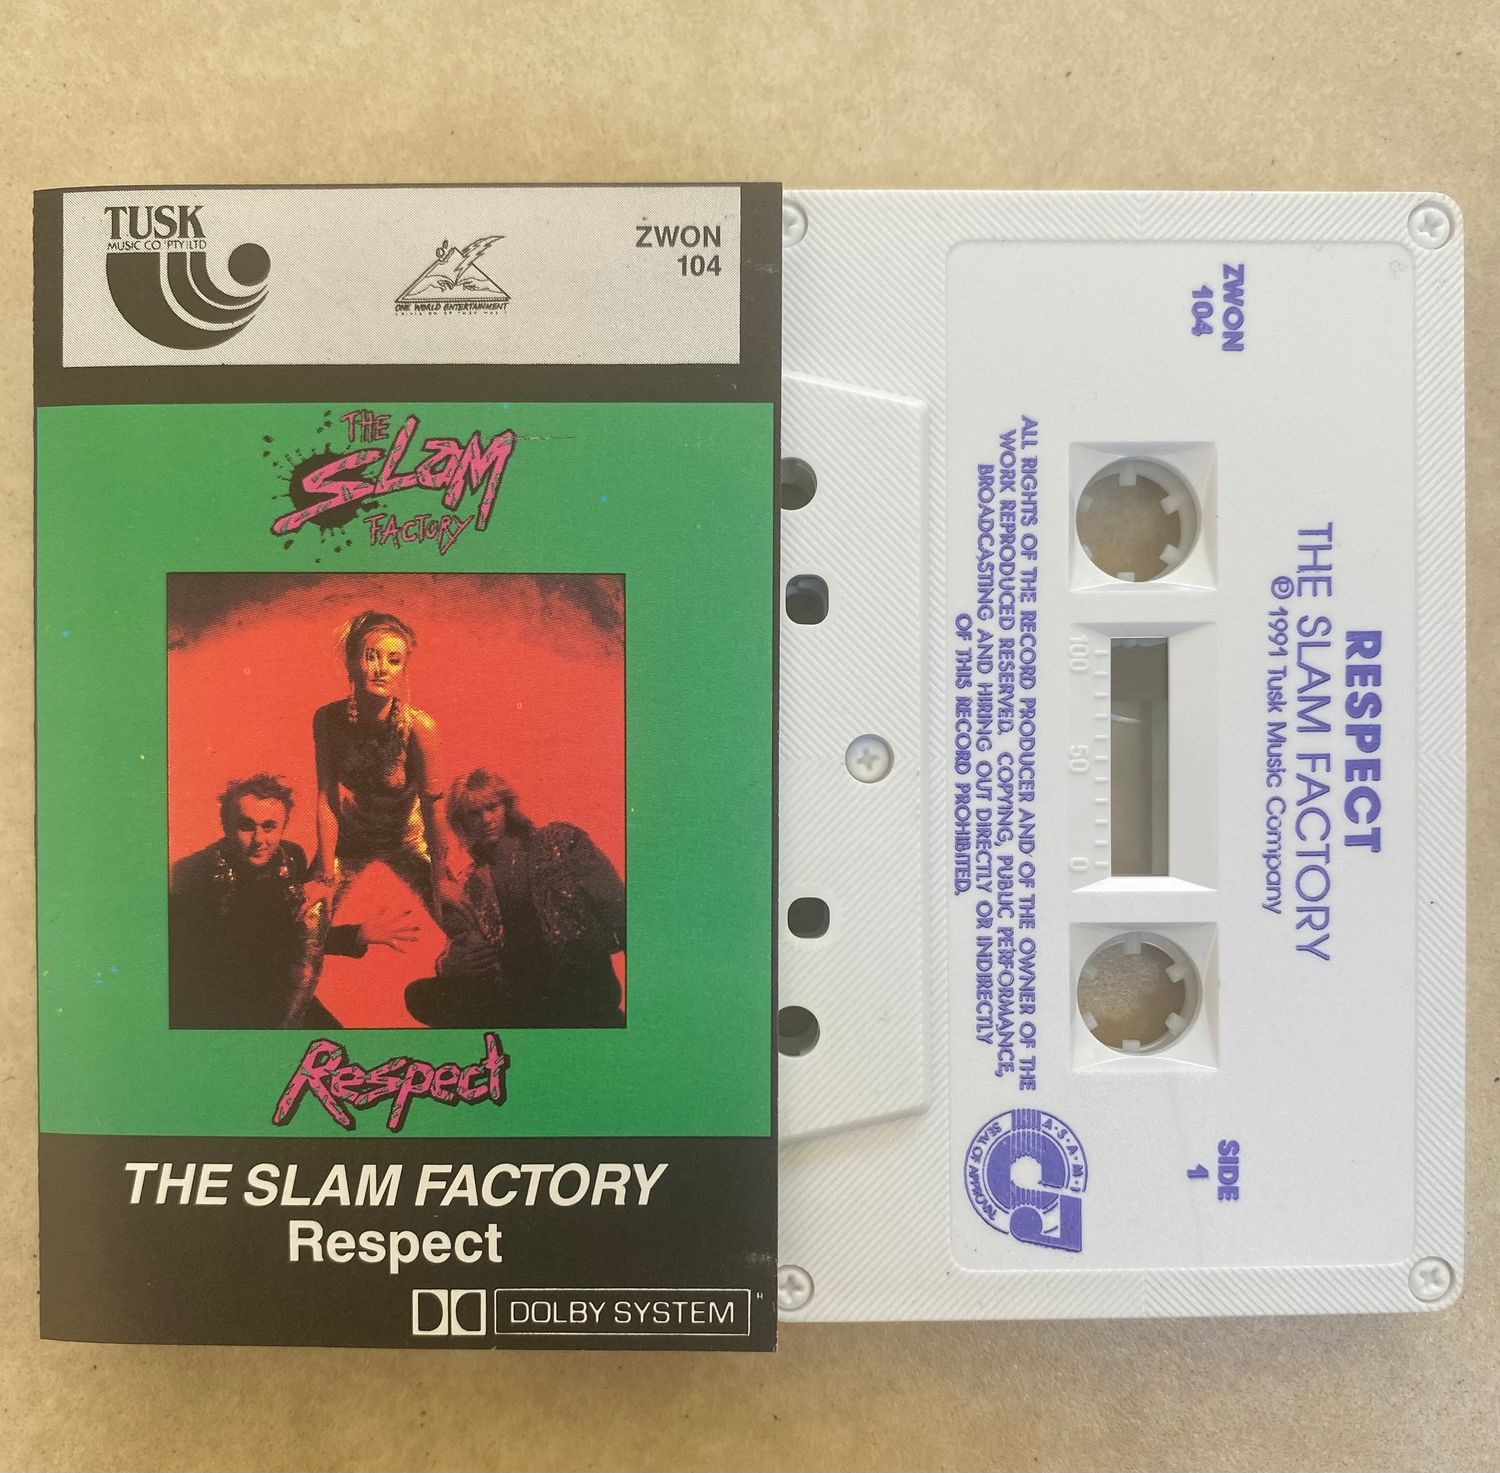 TUSK
MUSIC CO. PTY LTD
ONE WORLD ENTERTAINMENT
ZWON
104
THE
SLAM
FACTORY
Respect
THE SLAM FACTORY
Respect
DOLBY SYSTEM
R
ZWON
104
RESPECT
THE SLAM FACTORY
℗ 1991 Tusk Music Company
100 50 0
ALL RIGHTS OF THE RECORD PRODUCER AND OF THE OWNER OF THE
WORK REPRODUCED RESERVED. COPYING, PUBLIC PERFORMANCE,
BROADCASTING AND HIRING OUT DIRECTLY OR INDIRECTLY
OF THIS RECORD PROHIBITED.
SIDE
1
A·S·A·M·I
SEAL OF APPROVAL